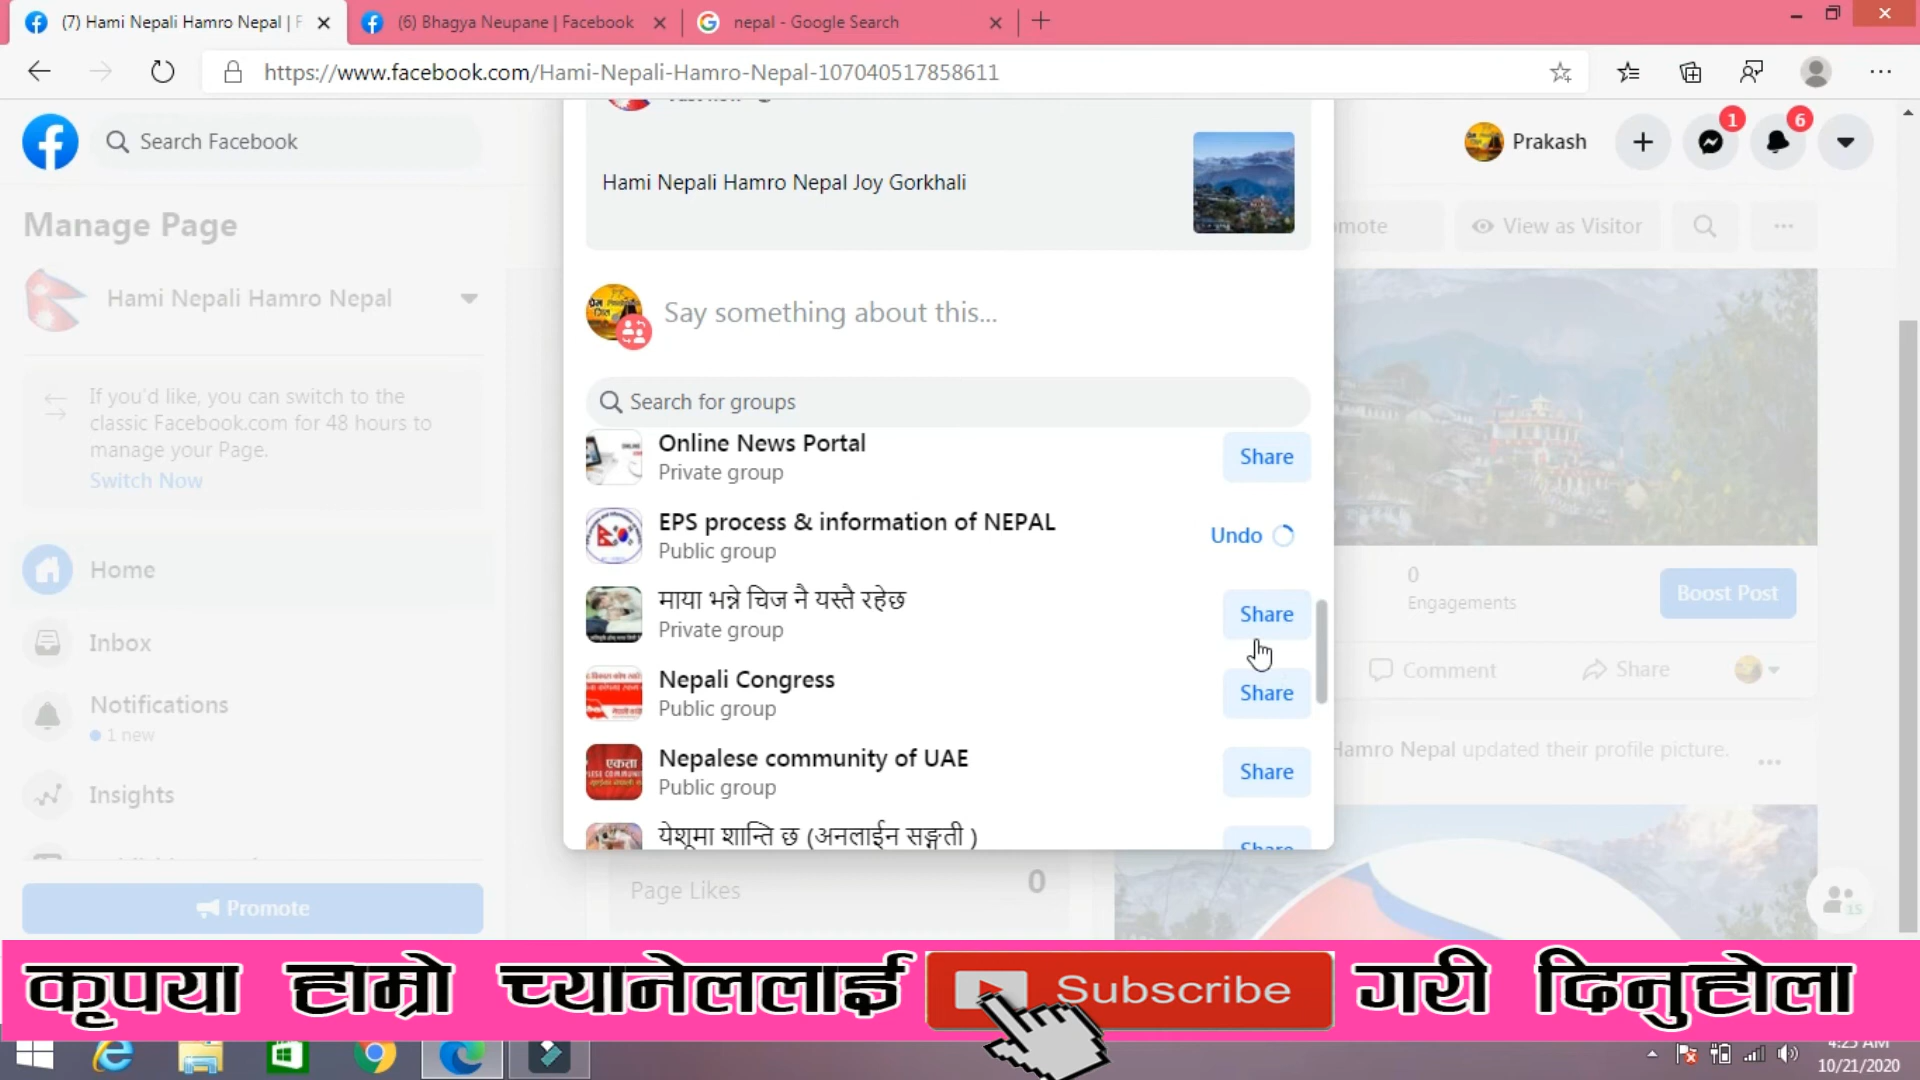 (7) Hami Nepali Hamro Nepal | F
(6) Bhagya Neupane | Facebook
nepal - Google Search
https://www.facebook.com/Hami-Nepali-Hamro-Nepal-107040517858611
Search Facebook
Prakash
1
6
Manage Page
Hami Nepali Hamro Nepal
If you'd like, you can switch to the
classic Facebook.com for 48 hours to
manage your Page.
Switch Now
Home
Inbox
Notifications
1 new
Insights
Promote
Hami Nepali Hamro Nepal Joy Gorkhali
Say something about this...
Search for groups
Online News Portal
Private group
Share
EPS process & information of NEPAL
Public group
Undo
माया भन्ने चिज नै यस्तै रहेछ
Private group
Share
Nepali Congress
Public group
Share
Nepalese community of UAE
Public group
Share
येशूमा शान्ति छ (अनलाईन सङ्गती )
Share
Page Likes
0
mote
View as Visitor
0
Engagements
Boost Post
Comment
Share
Hamro Nepal updated their profile picture.
15
कृपया हाम्रो च्यानेललाई Subscribe गरी दिनुहोला
4:25 AM
10/21/2020